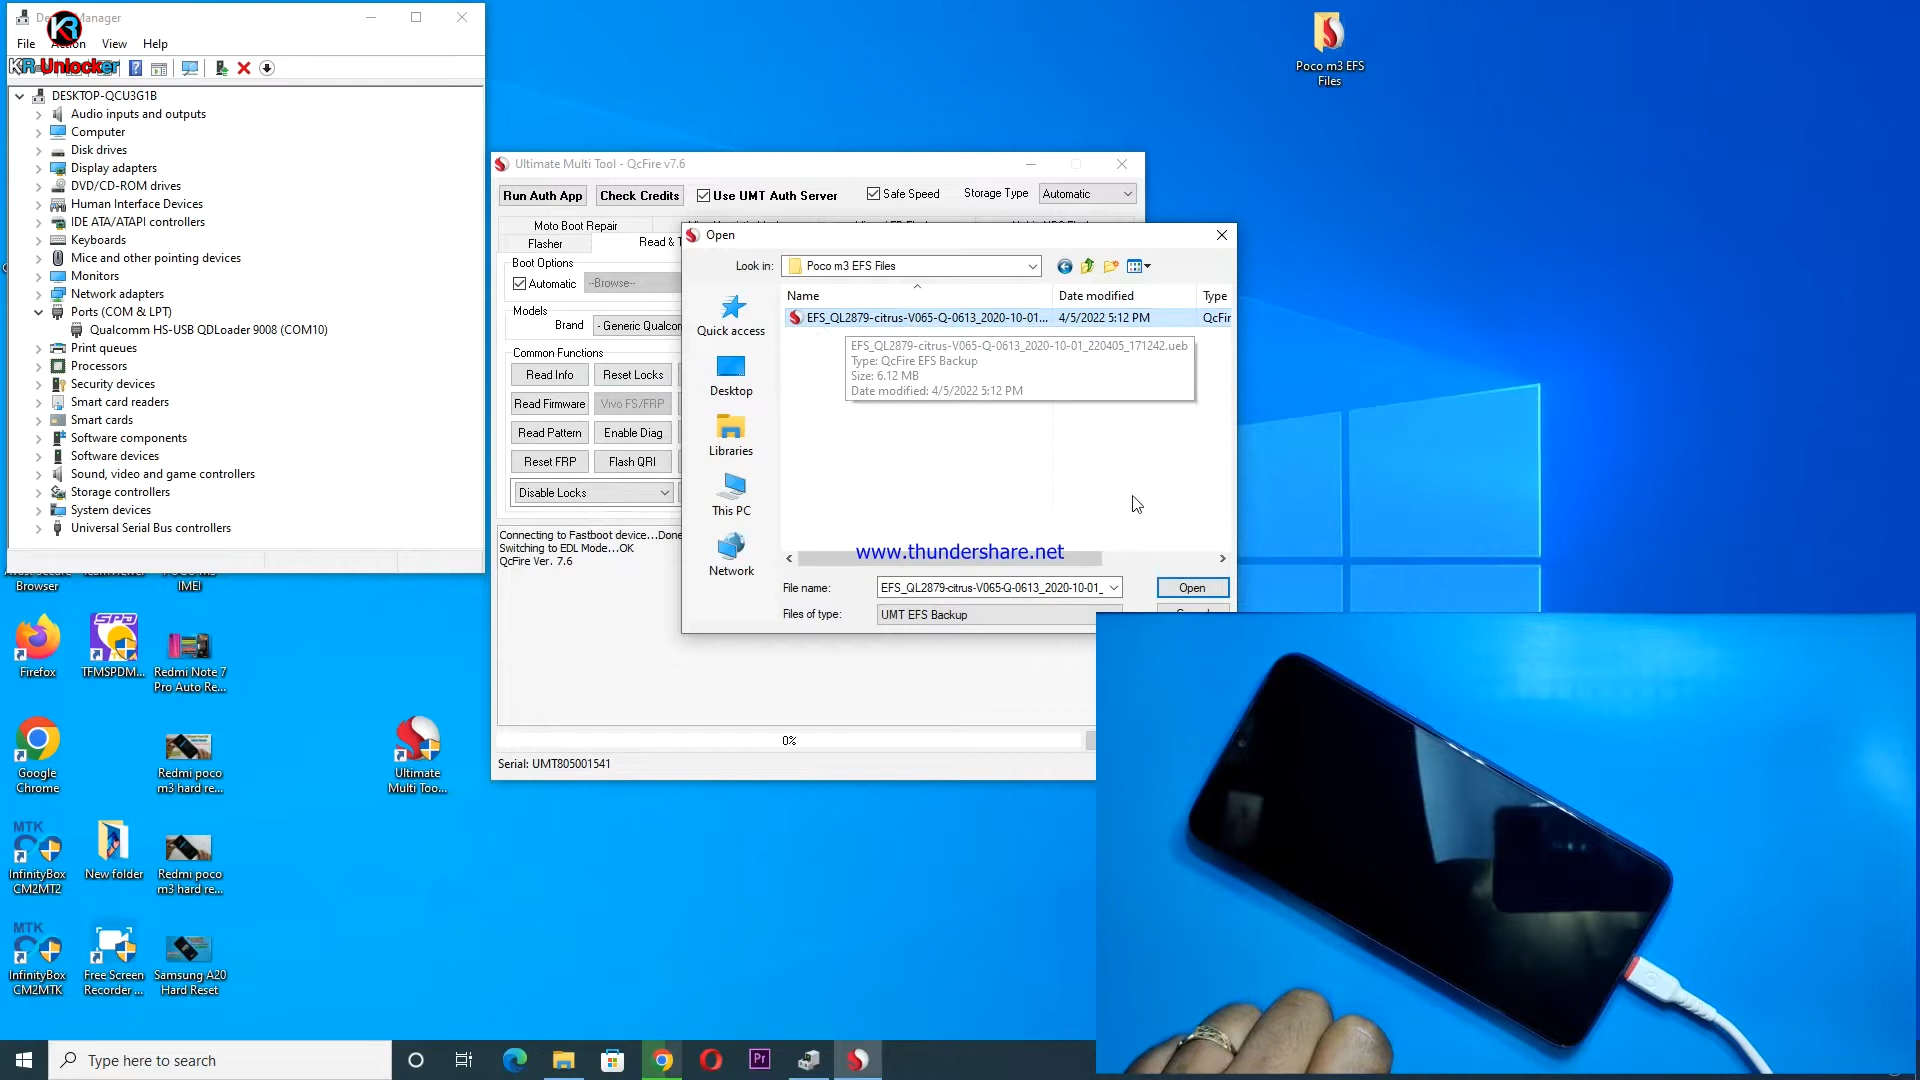 Manager
File
Action
View
Help
KR
KR Unlocker
DESKTOP-QCU3G1B
Audio inputs and outputs
Computer
Disk drives
Display adapters
DVD/CD-ROM drives
Human Interface Devices
IDE ATA/ATAPI controllers
Keyboards
Mice and other pointing devices
Monitors
Network adapters
Ports (COM & LPT)
Qualcomm HS-USB QDLoader 9008 (COM10)
Print queues
Processors
Security devices
Smart card readers
Smart cards
Software components
Software devices
Sound, video and game controllers
Storage controllers
System devices
Universal Serial Bus controllers
Poco m3 EFS
Files
Ultimate Multi Tool - QcFire v7.6
Run Auth App
Check Credits
Use UMT Auth Server
Safe Speed
Storage Type
Automatic
Moto Boot Repair
Flasher
Read & T
Boot Options
Automatic
--Browse--
Models
Brand
- Generic Qualcom
Common Functions
Read Info
Reset Locks
Read Firmware
Vivo FS/FRP
Read Pattern
Enable Diag
Reset FRP
Flash QRI
Disable Locks
Connecting to Fastboot device...Done
Switching to EDL Mode...OK
QcFire Ver. 7.6
0%
Serial: UMT805001541
Open
Look in:
Poco m3 EFS Files
Name
Date modified
Type
EFS_QL2879-citrus-V065-Q-0613_2020-10-01...
4/5/2022 5:12 PM
QcFir
EFS_QL2879-citrus-V065-Q-0613_2020-10-01_220405_171242.ueb
Type: QcFire EFS Backup
Size: 6.12 MB
Date modified: 4/5/2022 5:12 PM
Quick access
Desktop
Libraries
This PC
Network
www.thundershare.net
File name:
EFS_QL2879-citrus-V065-Q-0613_2020-10-01_
Open
Files of type:
UMT EFS Backup
Browser
IMEI
Firefox
SPD
TFMSPDM...
Redmi Note 7
Pro Auto Re...
Google
Chrome
Redmi poco
m3 hard re...
Ultimate
Multi Too...
MTK
InfinityBox
CM2MT2
New folder
Redmi poco
m3 hard re...
MTK
InfinityBox
CM2MTK
Free Screen
Recorder ...
Samsung A20
Hard Reset
Type here to search
Pr